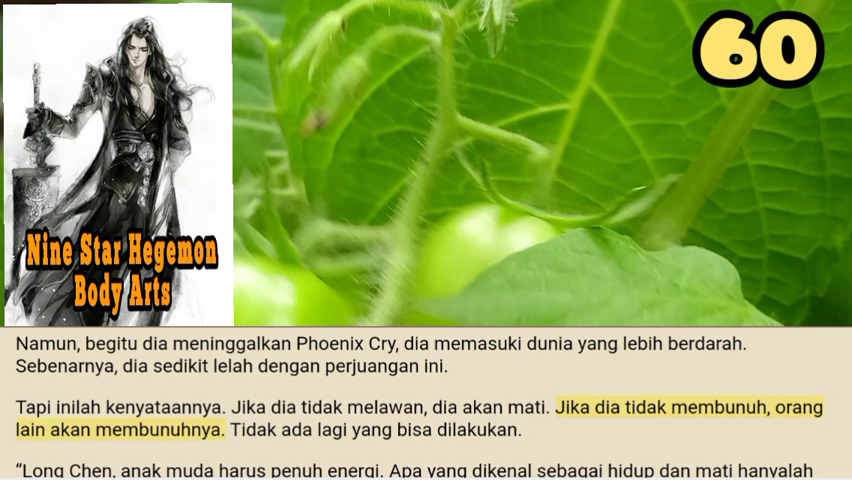 60
Nine Star Hegemon
Body Arts
Namun, begitu dia meninggalkan Phoenix Cry, dia memasuki dunia yang lebih berdarah.
Sebenarnya, dia sedikit lelah dengan perjuangan ini.
Tapi inilah kenyataannya. Jika dia tidak melawan, dia akan mati. Jika dia tidak membunuh, orang
lain akan membunuhnya. Tidak ada lagi yang bisa dilakukan.
“Long Chen, anak muda harus penuh energi. Apa yang dikenal sebagai hidup dan mati hanyalah